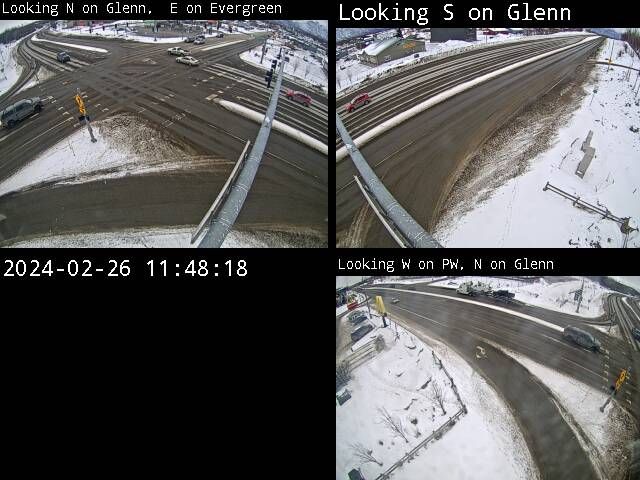 Looking N on Glenn,  E on Evergreen
Looking S on Glenn
2024-02-26 11:48:18
Looking W on PW, N on Glenn